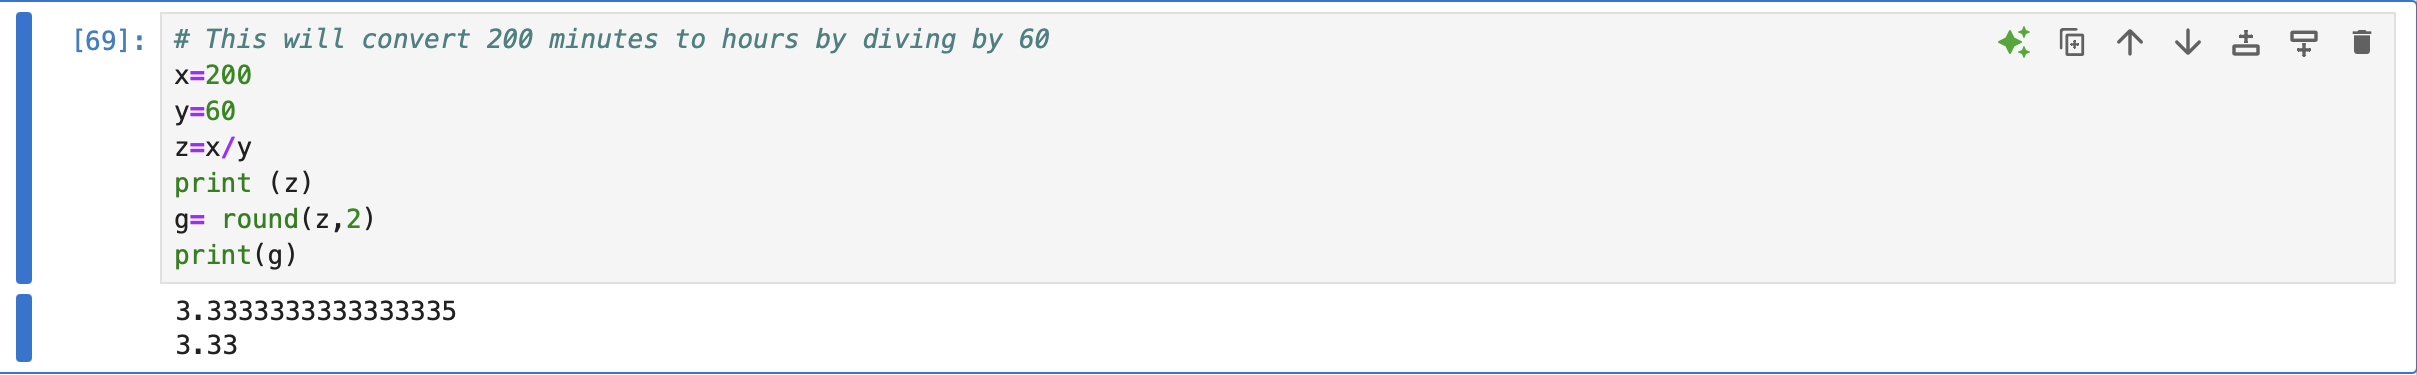 [69]: # This will convert 200 minutes to hours by diving by 60
x=200
y=60
z=x/y
print (z)
g= round(z,2)
print(g)
3.3333333333333335
3.33